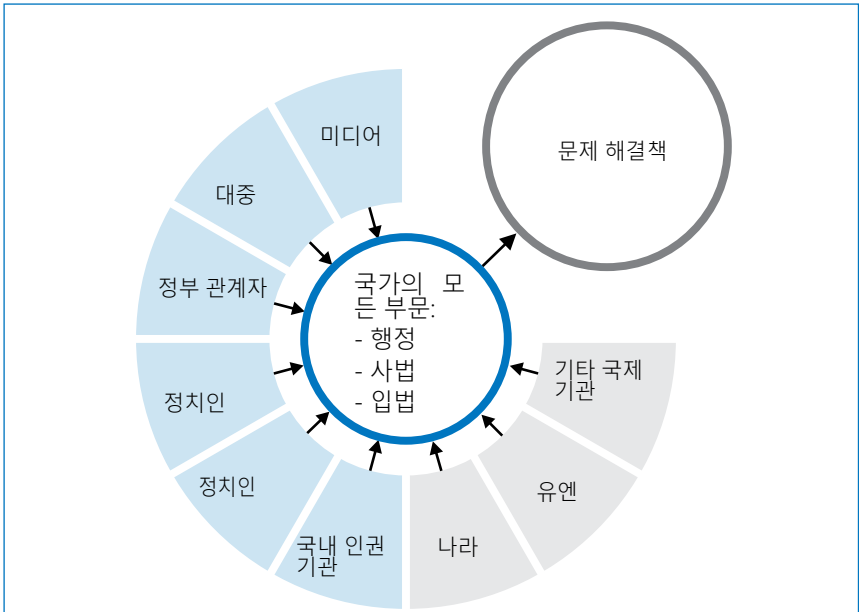 미디어
문제 해결책
대중
정부 관계자
국가의 모
든 부문:
- 행정
- 사법
- 입법
정치인
기타 국제
기관
정치인
유엔
국내 인권
기관
나라